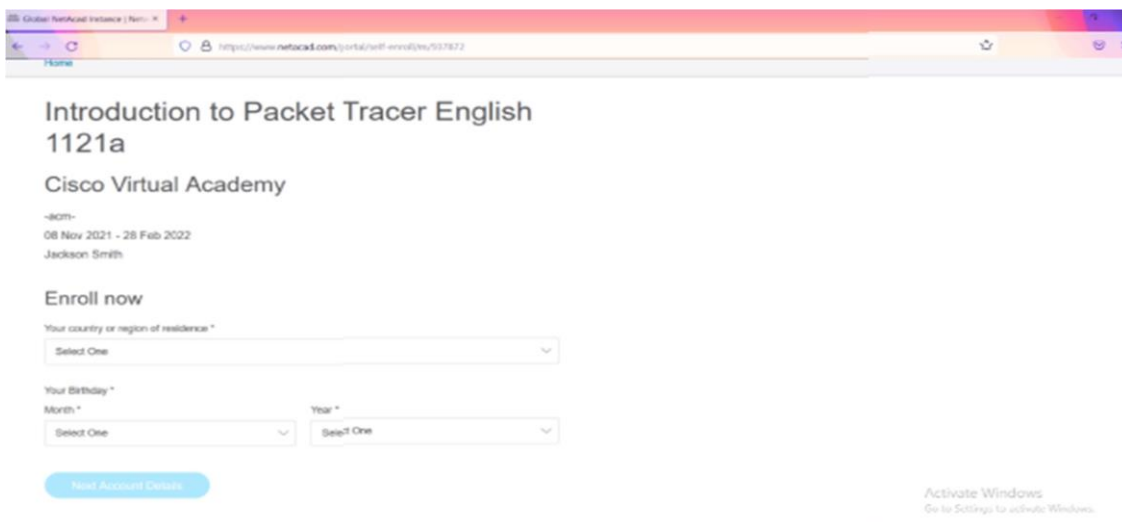 Global NetAcad Instance | Neta
https://www.netacad.com/portal/self-enroll/m/
Home
Introduction to Packet Tracer English
1121a
Cisco Virtual Academy
-acm-
08 Nov 2021 - 28 Feb 2022
Jackson Smith
Enroll now
Your country or region of residence *
Select One
Your Birthday *
Month * Year *
Select One Select One
Next Account Details
Activate Windows
Go to Settings to activate Windows.